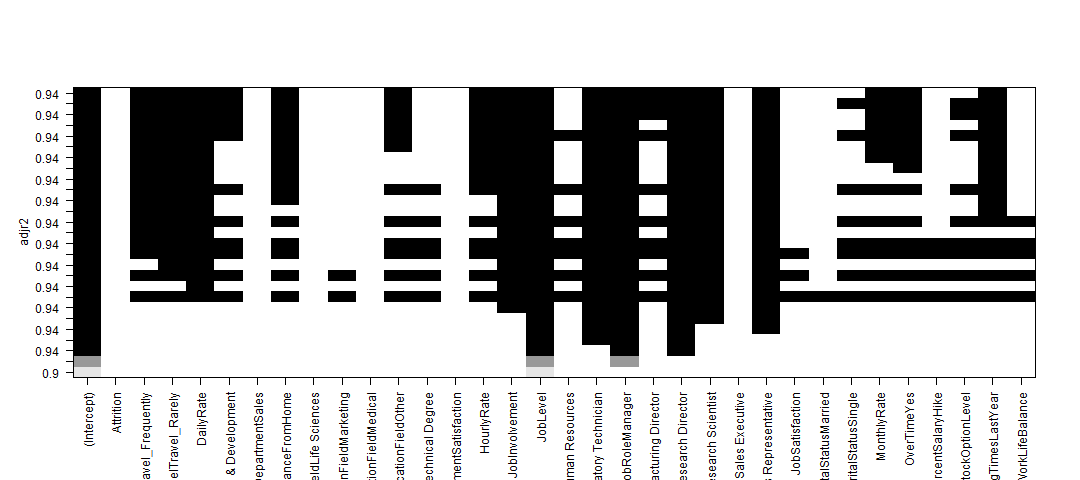 0.94
0.94
0.94
0.94
0.94
0.94
0.94
0.94
0.94
0.94
0.94
0.94
0.94
0.9
adjr2
(Intercept)
Attrition
avel_Frequently
elTravel_Rarely
DailyRate
& Development
DepartmentSales
anceFromHome
eldLife Sciences
nFieldMarketing
tionFieldMedical
cationFieldOther
echnical Degree
mentSatisfaction
HourlyRate
JobInvolvement
JobLevel
uman Resources
atory Technician
obRoleManager
acturing Director
esearch Director
esearch Scientist
Sales Executive
s Representative
JobSatisfaction
talStatusMarried
ritalStatusSingle
MonthlyRate
OverTimeYes
rcentSalaryHike
tockOptionLevel
gTimesLastYear
WorkLifeBalance